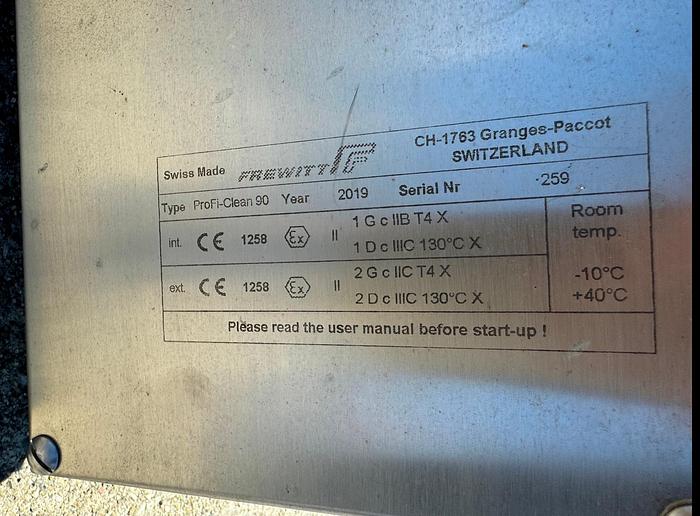 Swiss Made FREWITT CH-1763 Granges-Paccot
SWITZERLAND
Type ProFi-Clean 90 Year 2019 Serial Nr 259
int. CE 1258 Ex II 1 G c IIB T4 X
1 D c IIIC 130°C X
ext. CE 1258 Ex II 2 G c IIC T4 X
2 D c IIIC 130°C X
Room
temp.
-10°C
+40°C
Please read the user manual before start-up !